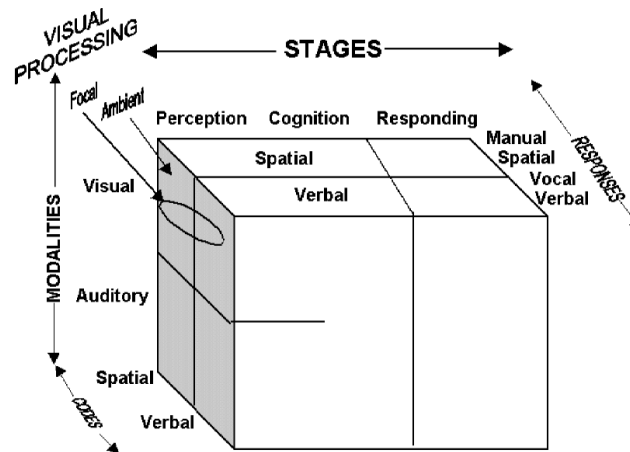 VISUAL
PROCESSING
STAGES
Focal
Ambient
Perception Cognition Responding
Spatial
Verbal
Manual
Spatial
Vocal
Verbal
RESPONSES
MODALITIES
Visual
Auditory
Spatial
Verbal
CODES